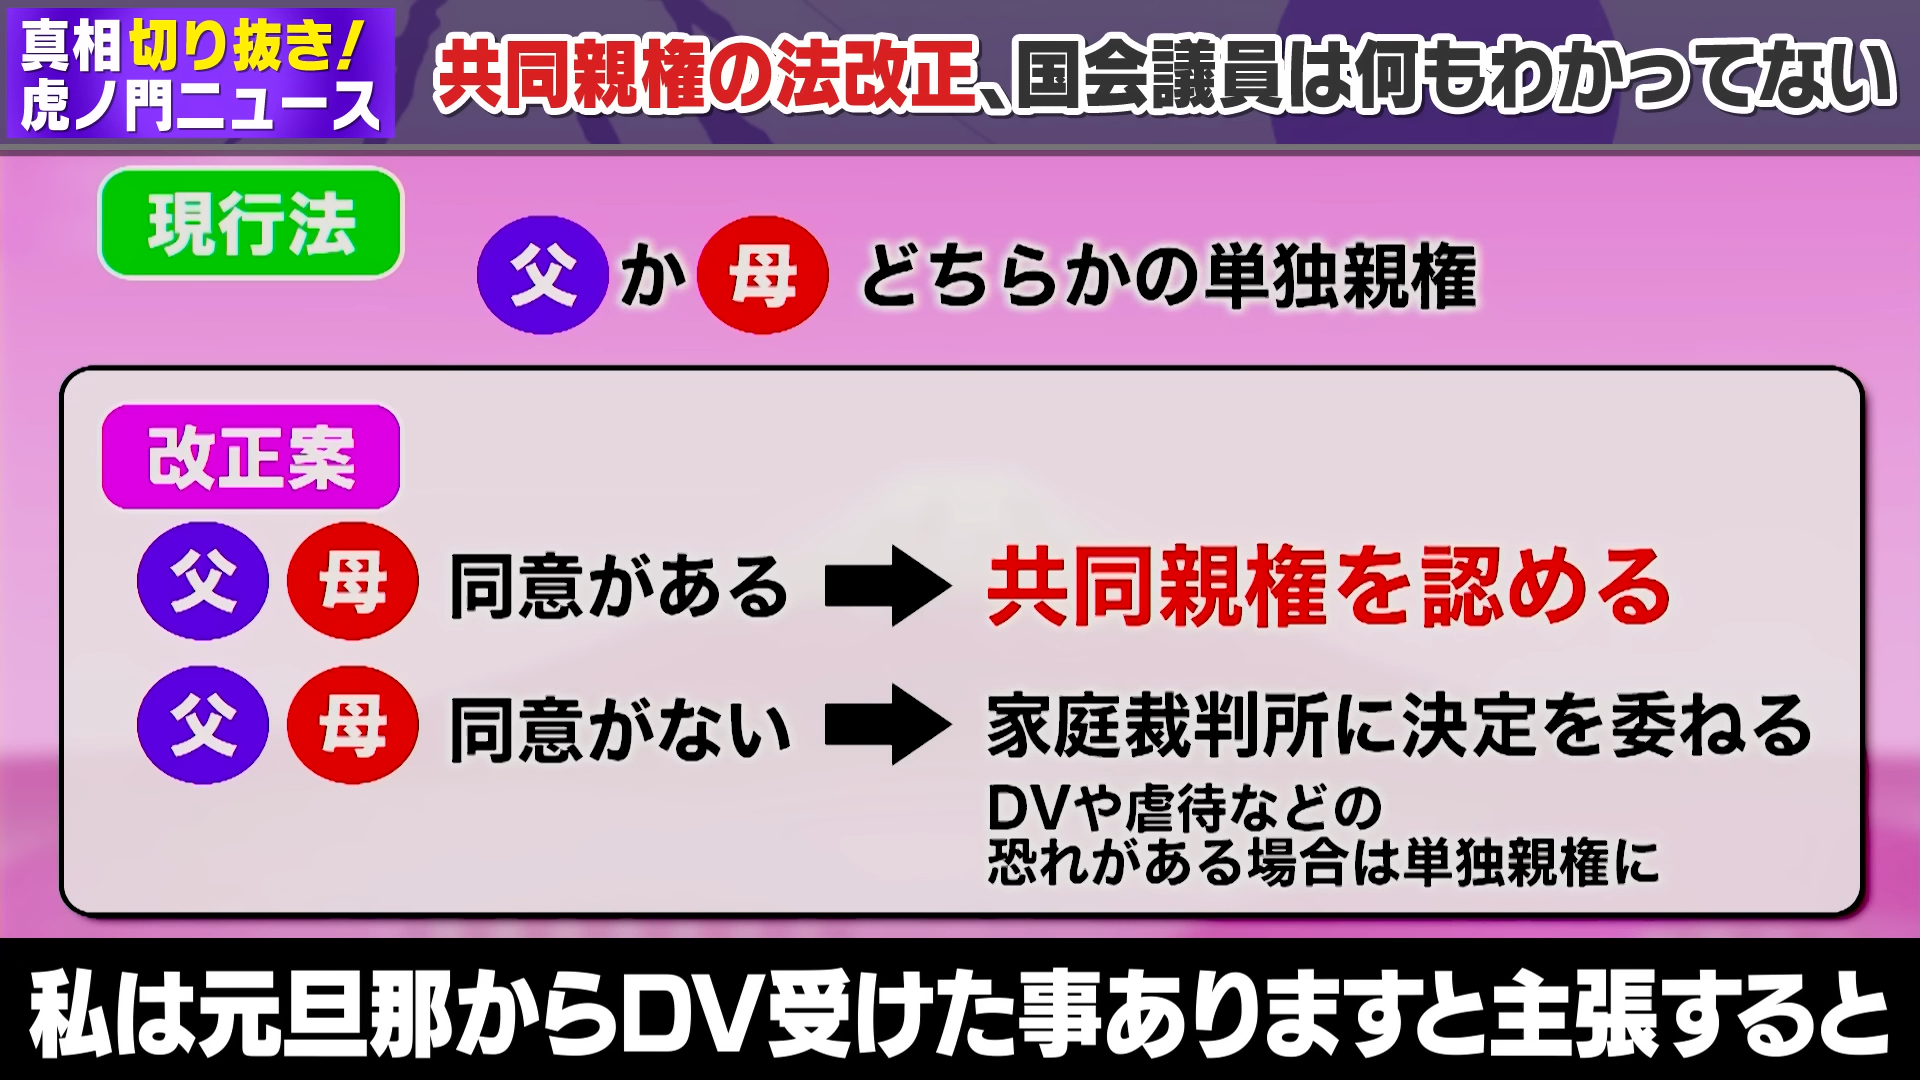 真相切り抜き!
虎ノ門ニュース
共同親権の法改正、国会議員は何もわかってない
現行法
父か母 どちらかの単独親権
改正案
父 母 同意がある ➡ 共同親権を認める
父 母 同意がない ➡ 家庭裁判所に決定を委ねる
DVや虐待などの
恐れがある場合は単独親権に
私は元旦那からDV受けた事ありますと主張すると